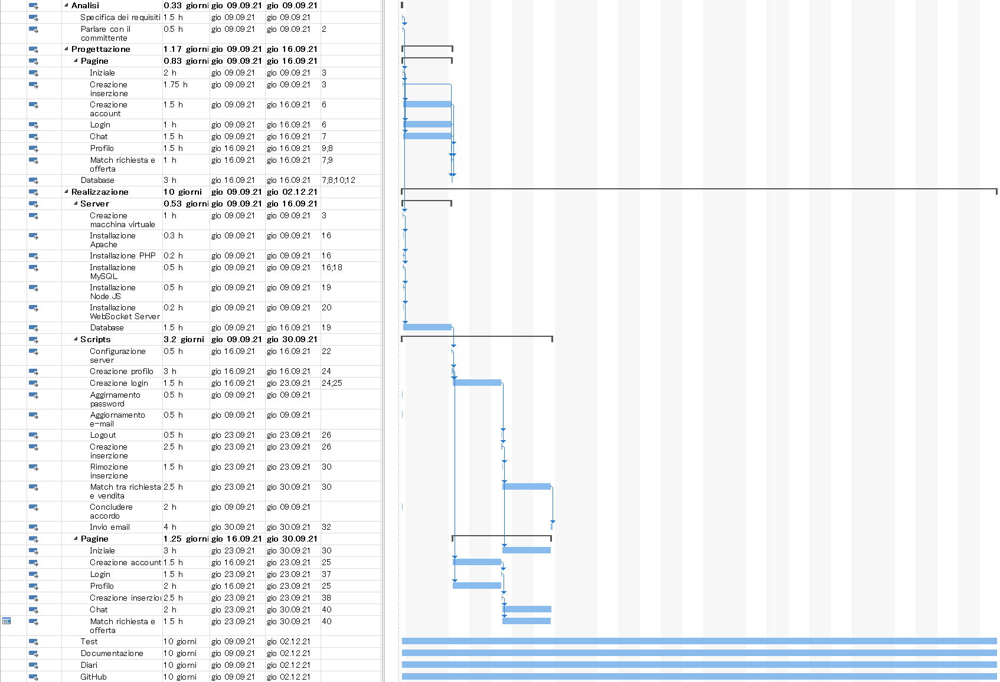 Analisi 0.33 giorni gio 09.09.21 gio 09.09.21
Specifica dei requisiti 1.5 h gio 09.09.21 gio 09.09.21
Parlare con il 0.5 h gio 09.09.21 gio 09.09.21 2
committente
Progettazione 1.17 giorni gio 09.09.21 gio 16.09.21
Pagine 0.83 giorni gio 09.09.21 gio 16.09.21
Iniziale 2 h gio 09.09.21 gio 09.09.21 3
Creazione 1.75 h gio 09.09.21 gio 09.09.21 3
inserzione
Creazione 1.5 h gio 09.09.21 gio 16.09.21 6
account
Login 1 h gio 09.09.21 gio 16.09.21 6
Chat 1.5 h gio 09.09.21 gio 16.09.21 7
Profilo 1.5 h gio 16.09.21 gio 16.09.21 9;8
Match richiesta e 1 h gio 16.09.21 gio 16.09.21 7;9
offerta
Database 3 h gio 16.09.21 gio 16.09.21 7;8;10;12
Realizzazione 10 giorni gio 09.09.21 gio 02.12.21
Server 0.53 giorni gio 09.09.21 gio 16.09.21
Creazione 1 h gio 09.09.21 gio 09.09.21 3
macchina virtuale
Installazione 0.3 h gio 09.09.21 gio 09.09.21 16
Apache
Installazione PHP 0.2 h gio 09.09.21 gio 09.09.21 16
Installazione 0.5 h gio 09.09.21 gio 09.09.21 16;18
MySQL
Installazione 0.5 h gio 09.09.21 gio 09.09.21 19
Node.JS
Installazione 0.2 h gio 09.09.21 gio 09.09.21 20
WebSocket Server
Database 1.5 h gio 09.09.21 gio 16.09.21 19
Scripts 3.2 giorni gio 09.09.21 gio 30.09.21
Configurazione 0.5 h gio 16.09.21 gio 16.09.21 22
server
Creazione profilo 3 h gio 16.09.21 gio 16.09.21 24
Creazione login 1.5 h gio 16.09.21 gio 23.09.21 24;25
Aggirnamento 0.5 h gio 09.09.21 gio 09.09.21
password
Aggiornamento 0.5 h gio 09.09.21 gio 09.09.21
e-mail
Logout 0.5 h gio 23.09.21 gio 23.09.21 26
Creazione 2.5 h gio 23.09.21 gio 23.09.21 26
inserzione
Rimozione 1.5 h gio 23.09.21 gio 23.09.21 30
inserzione
Match tra richiesta 2.5 h gio 23.09.21 gio 30.09.21 30
e vendita
Concludere 2 h gio 09.09.21 gio 09.09.21
accordo
Invio email 4 h gio 30.09.21 gio 30.09.21 32
Pagine 1.25 giorni gio 16.09.21 gio 30.09.21
Iniziale 3 h gio 23.09.21 gio 30.09.21 30
Creazione account 1.5 h gio 16.09.21 gio 23.09.21 25
Login 1.5 h gio 23.09.21 gio 23.09.21 37
Profilo 2 h gio 16.09.21 gio 23.09.21 25
Creazione inserzio 2.5 h gio 23.09.21 gio 23.09.21 38
Chat 2 h gio 23.09.21 gio 30.09.21 40
Match richiesta e 1.5 h gio 23.09.21 gio 30.09.21 40
offerta
Test 10 giorni gio 09.09.21 gio 02.12.21
Documentazione 10 giorni gio 09.09.21 gio 02.12.21
Diari 10 giorni gio 09.09.21 gio 02.12.21
GitHub 10 giorni gio 09.09.21 gio 02.12.21